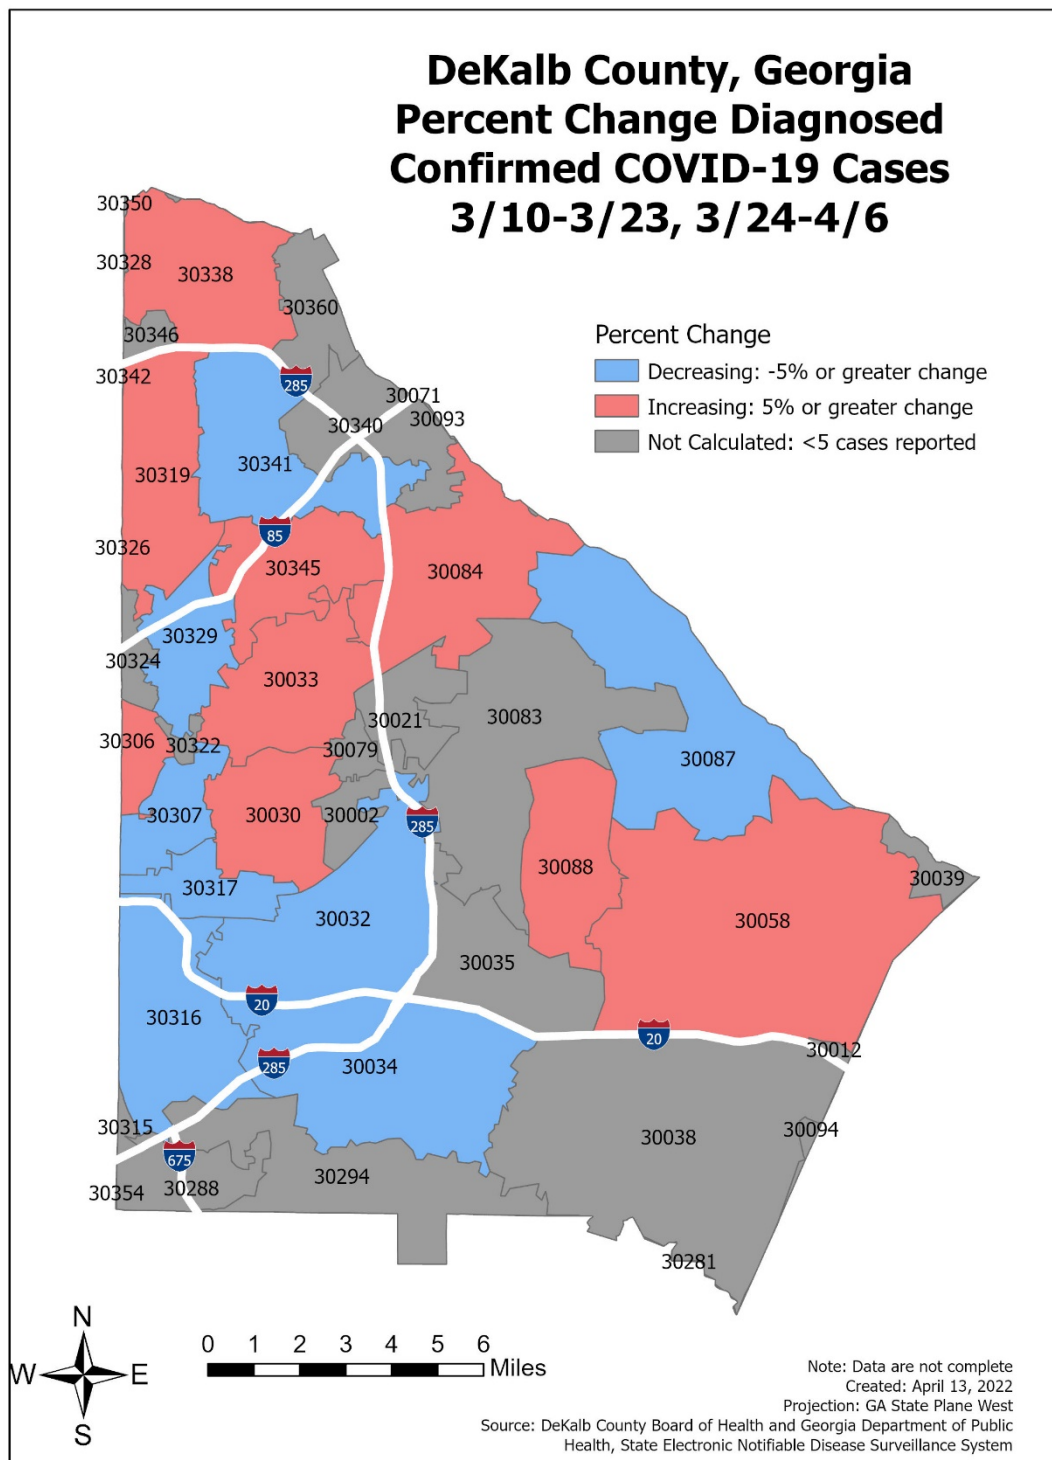 DeKalb County, Georgia
Percent Change Diagnosed
Confirmed COVID-19 Cases
3/10-3/23, 3/24-4/6
30350
30328
30338
30360
30346
30342
285
30071
30340
30093
30319
30341
30326
85
30345
30084
30329
30324
30033
30021
30083
30306
30322
30079
30087
30307
30030
30002
285
30088
30317
30039
30032
30058
30035
20
30316
20
30012
285
30034
30315
30038
30094
675
30354
30288
30294
30281
Percent Change
Decreasing: -5% or greater change
Increasing: 5% or greater change
Not Calculated: <5 cases reported
N
W
E
S
0 1 2 3 4 5 6
Miles
Note: Data are not complete
Created: April 13, 2022
Projection: GA State Plane West
Source: DeKalb County Board of Health and Georgia Department of Public
Health, State Electronic Notifiable Disease Surveillance System